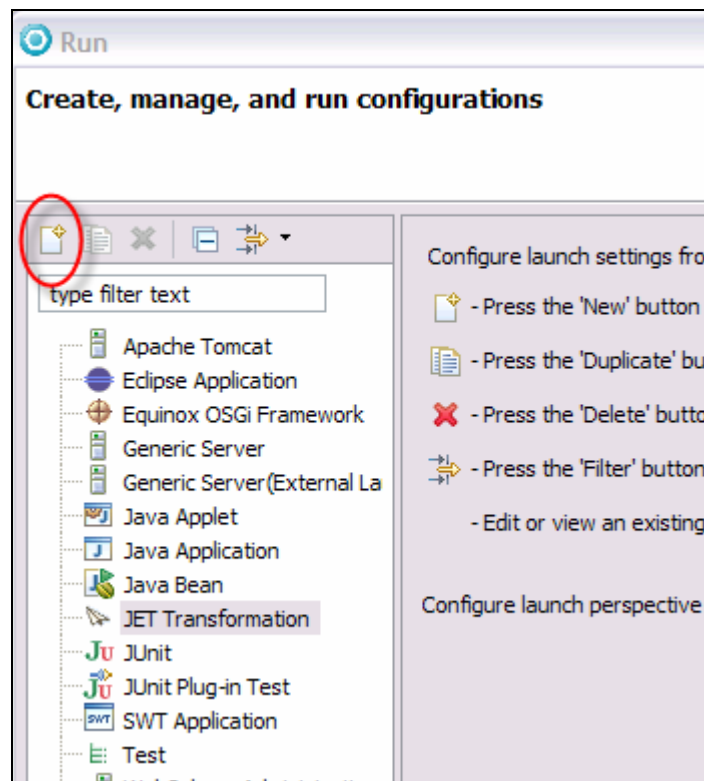 Run
Create, manage, and run configurations
type filter text
Apache Tomcat
Eclipse Application
Equinox OSGi Framework
Generic Server
Generic Server(External La
Java Applet
Java Application
Java Bean
JET Transformation
JUnit
JUnit Plug-in Test
SWT Application
Test
Configure launch settings fro
- Press the 'New' button
- Press the 'Duplicate' bu
- Press the 'Delete' butto
- Press the 'Filter' button
- Edit or view an existing
Configure launch perspective